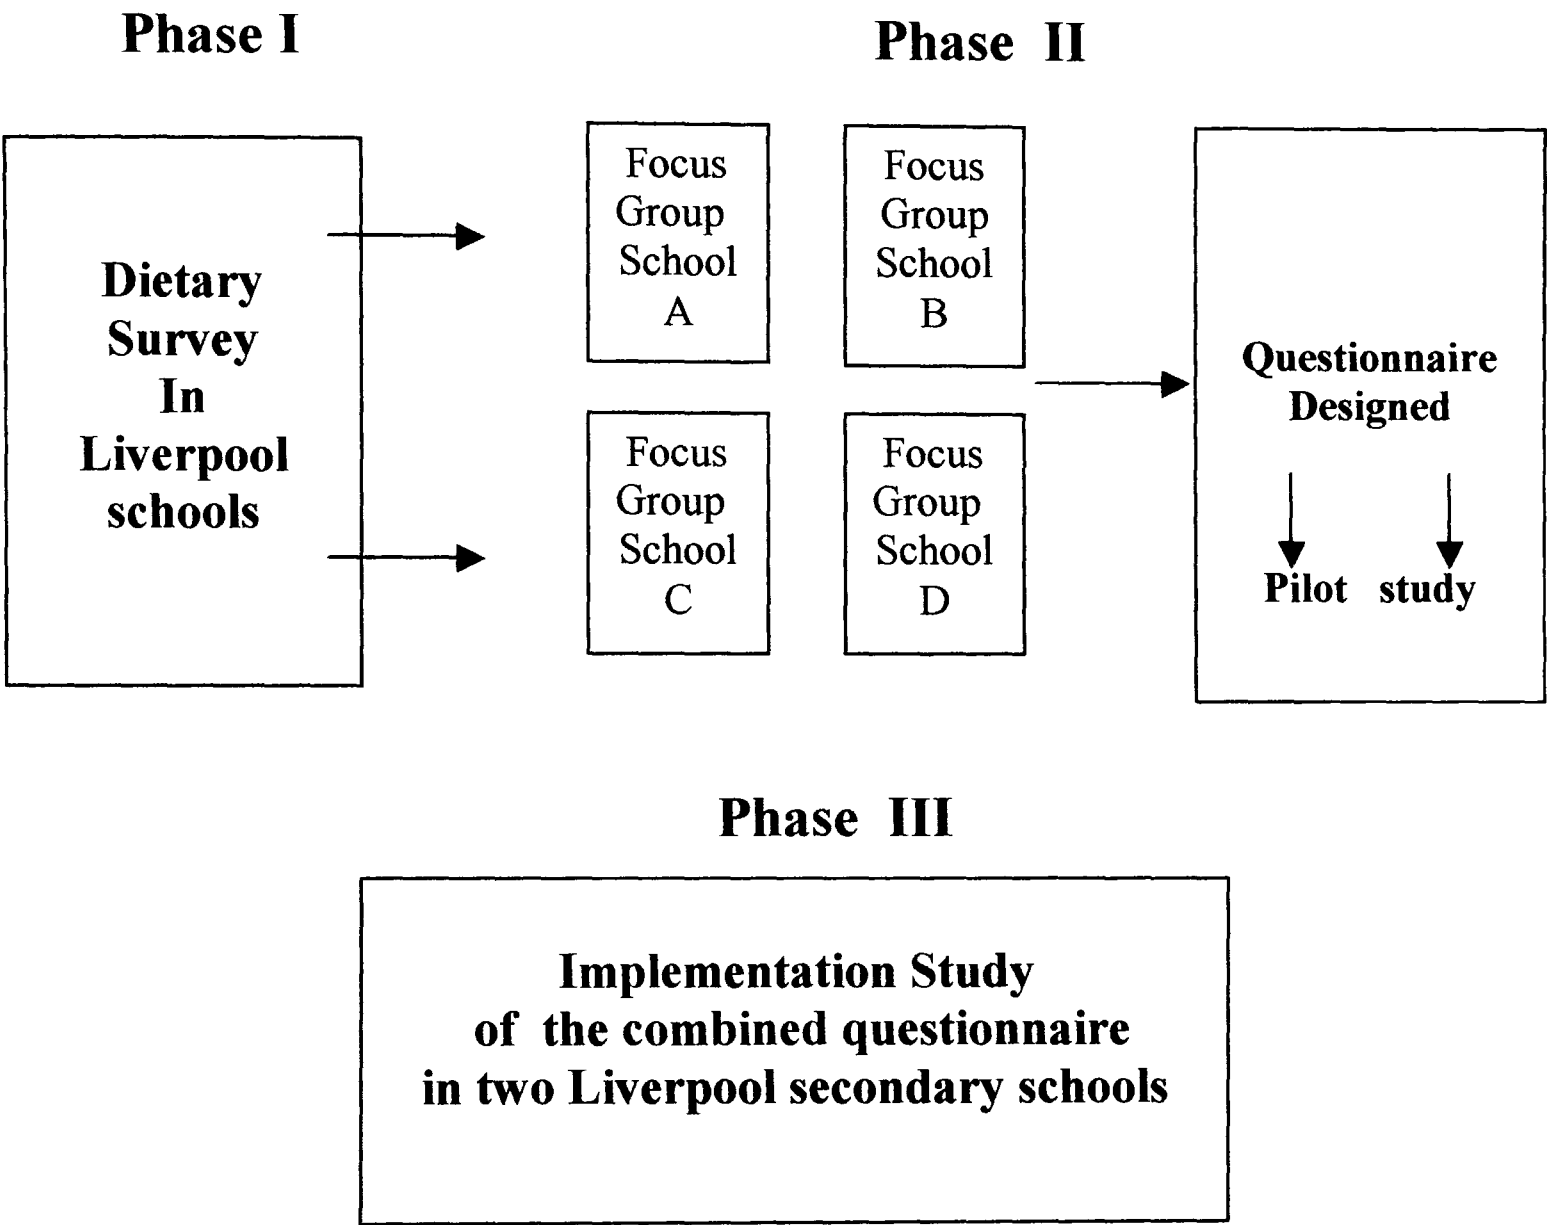 Phase I
Phase II
Dietary
Survey
In
Liverpool
schools
Focus
Group
School
A
Focus
Group
School
B
Focus
Group
School
C
Focus
Group
School
D
Questionnaire
Designed
Pilot study
Phase III
Implementation Study
of the combined questionnaire
in two Liverpool secondary schools